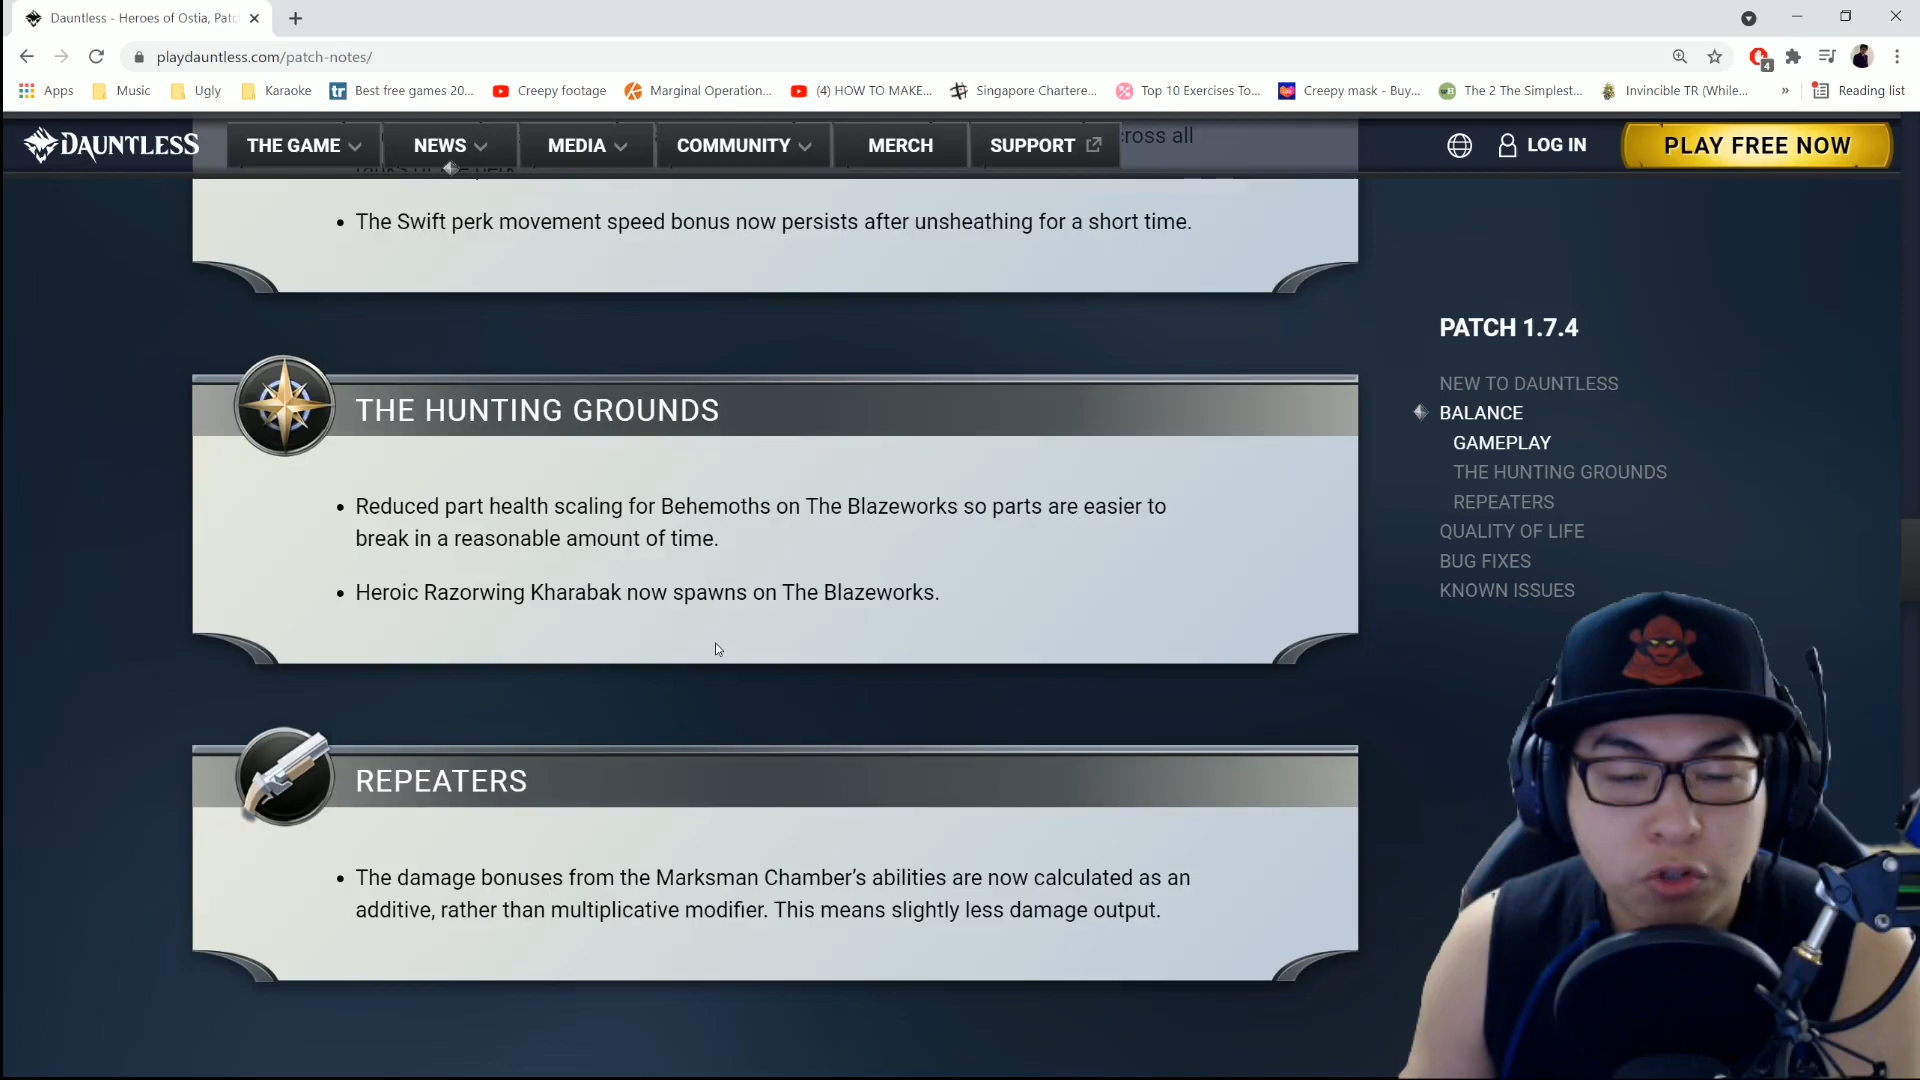 Dauntless - Heroes of Ostia, Patc
playdauntless.com/patch-notes/
4
Apps
Music
Ugly
Karaoke
Best free games 20...
Creepy footage
Marginal Operation...
(4) HOW TO MAKE...
Singapore Chartere...
Top 10 Exercises To...
Creepy mask - Buy...
The 2 The Simplest...
Invincible TR (While...
»
Reading list
DAUNTLESS
THE GAME
NEWS
MEDIA
COMMUNITY
MERCH
SUPPORT
LOG IN
PLAY FREE NOW
cross all
• The Swift perk movement speed bonus now persists after unsheathing for a short time.
THE HUNTING GROUNDS
• Reduced part health scaling for Behemoths on The Blazeworks so parts are easier to
break in a reasonable amount of time.
• Heroic Razorwing Kharabak now spawns on The Blazeworks.
REPEATERS
• The damage bonuses from the Marksman Chamber’s abilities are now calculated as an
additive, rather than multiplicative modifier. This means slightly less damage output.
PATCH 1.7.4
NEW TO DAUNTLESS
BALANCE
GAMEPLAY
THE HUNTING GROUNDS
REPEATERS
QUALITY OF LIFE
BUG FIXES
KNOWN ISSUES